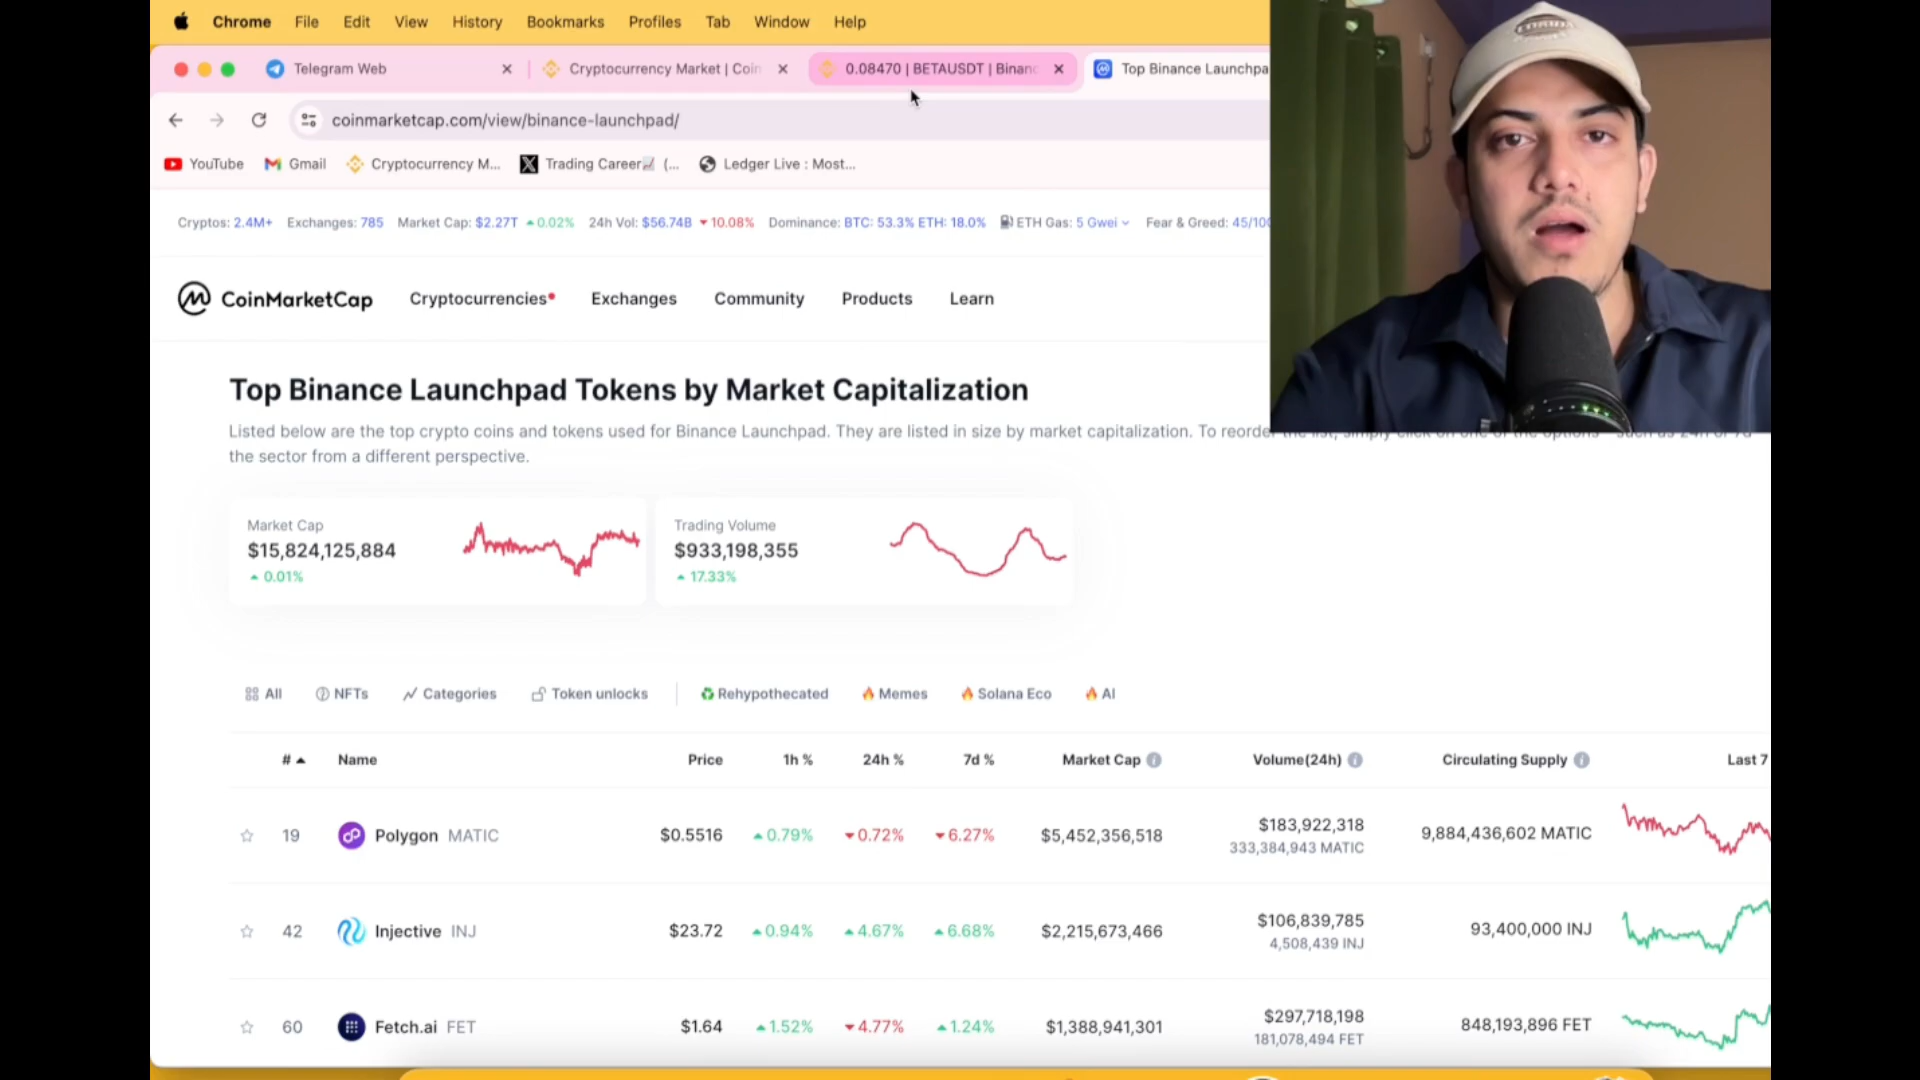 Chrome File Edit View History Bookmarks Profiles Tab Window Help
Telegram Web
Cryptocurrency Market | Coin
0.08470 | BETAUSDT | Binanc
Top Binance Launchpa
coinmarketcap.com/view/binance-launchpad/
YouTube Gmail Cryptocurrency M... Trading Career📈 (... Ledger Live : Most...
Cryptos: 2.4M+ Exchanges: 785 Market Cap: $2.27T 0.02% 24h Vol: $56.74B 10.08% Dominance: BTC: 53.3% ETH: 18.0% ETH Gas: 5 Gwei Fear & Greed: 45/100
CoinMarketCap Cryptocurrencies Exchanges Community Products Learn
Top Binance Launchpad Tokens by Market Capitalization
Listed below are the top crypto coins and tokens used for Binance Launchpad. They are listed in size by market capitalization. To reorder
the sector from a different perspective.
Market Cap
$15,824,125,884
0.01%
Trading Volume
$933,198,355
17.33%
All NFTs Categories Token unlocks Rehypothecated Memes Solana Eco AI
# Name Price 1h % 24h % 7d % Market Cap Volume(24h) Circulating Supply Last 7
19 Polygon MATIC $0.5516 0.79% 0.72% 6.27% $5,452,356,518 $183,922,318 9,884,436,602 MATIC
333,384,943 MATIC
42 Injective INJ $23.72 0.94% 4.67% 6.68% $2,215,673,466 $106,839,785 93,400,000 INJ
4,508,439 INJ
60 Fetch.ai FET $1.64 1.52% 4.77% 1.24% $1,388,941,301 $297,718,198 848,193,896 FET
181,078,494 FET